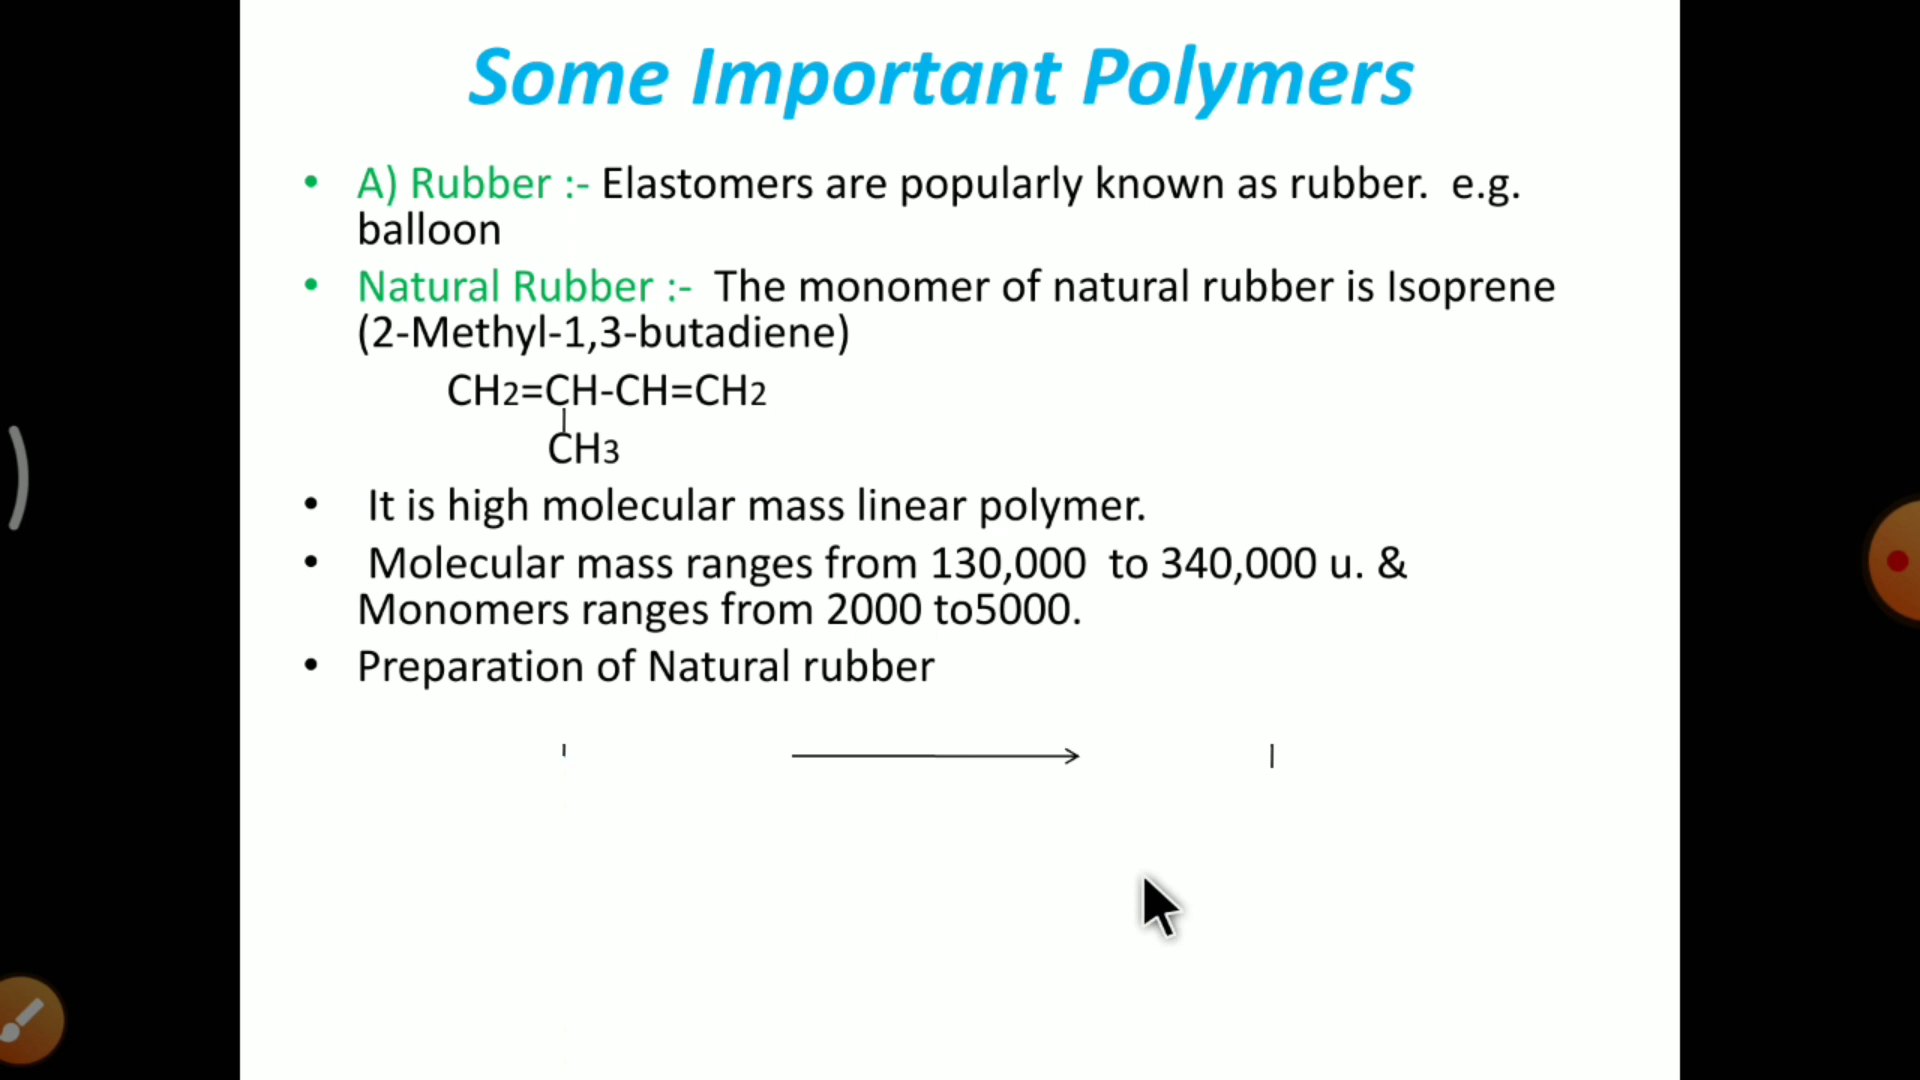 Some Important Polymers
• A) Rubber :- Elastomers are popularly known as rubber.  e.g.
balloon
• Natural Rubber :-  The monomer of natural rubber is Isoprene
(2-Methyl-1,3-butadiene)
CH2=CH-CH=CH2
|
CH3
• It is high molecular mass linear polymer.
• Molecular mass ranges from 130,000  to 340,000 u. &
Monomers ranges from 2000 to5000.
• Preparation of Natural rubber